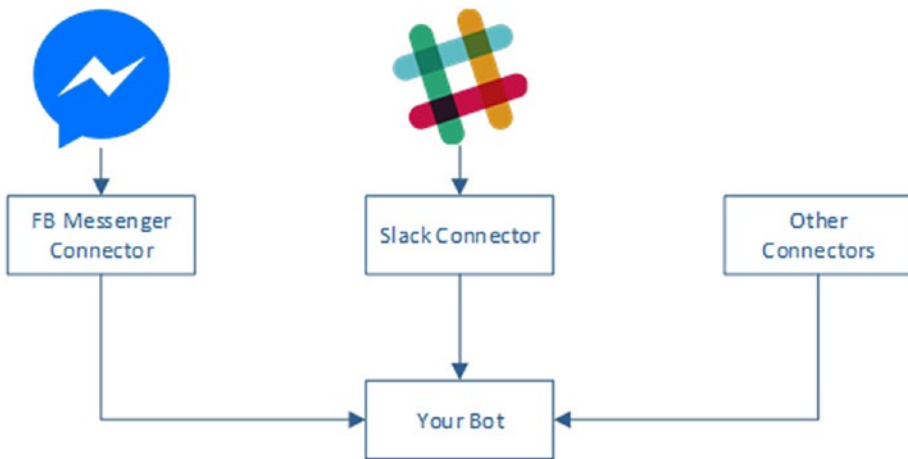 FB Messenger
Connector
Slack Connector
Other
Connectors
Your Bot